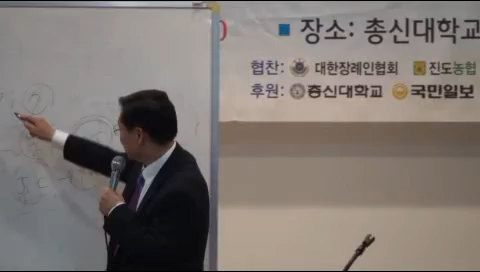 장소: 총신대학교
협찬: 대한장례인협회 진도농협
후원: 총신대학교 국민일보